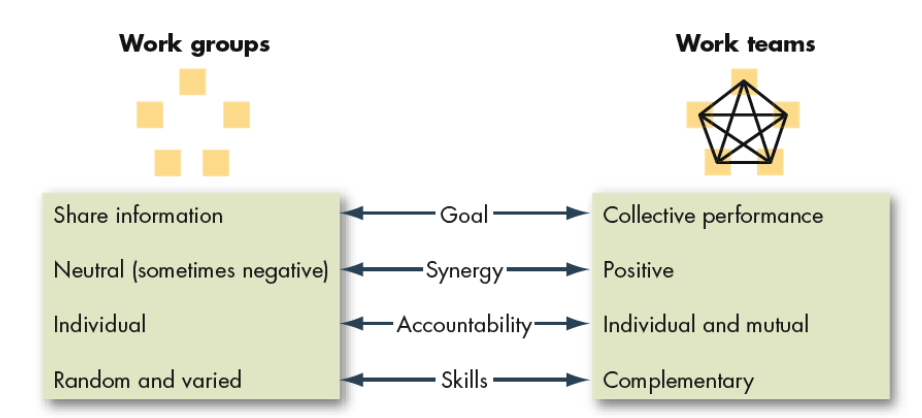 Work groups Work teams
Share information Goal Collective performance
Neutral (sometimes negative) Synergy Positive
Individual Accountability Individual and mutual
Random and varied Skills Complementary